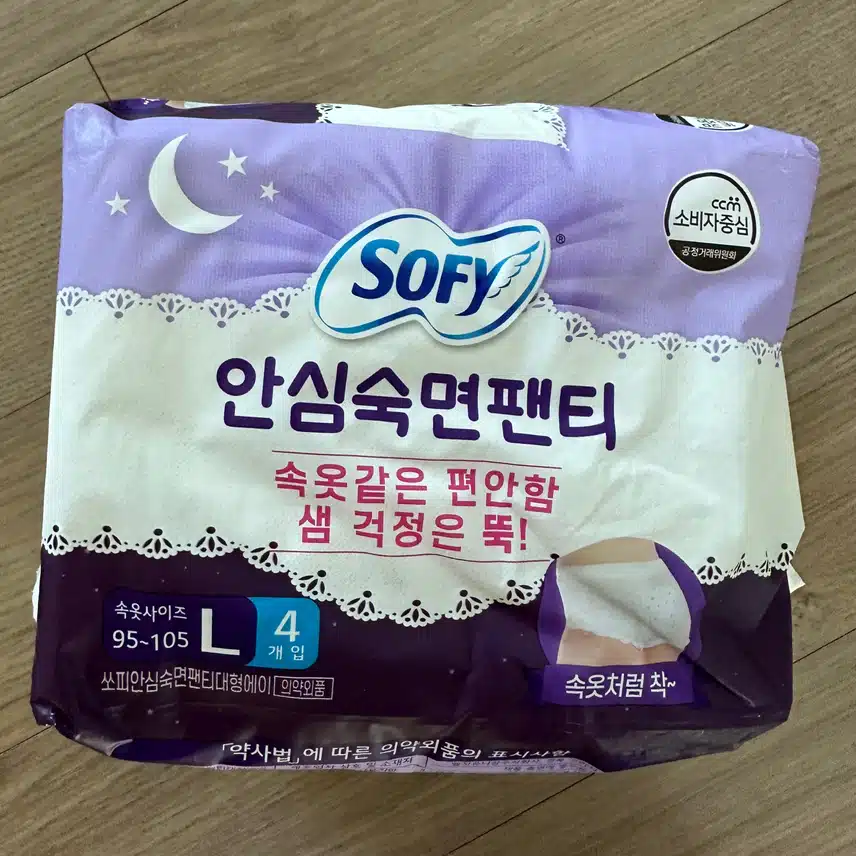 ccm
소비자중심
공정거래위원회
SOFY®
안심숙면팬티
속옷같은 편안함
샘 걱정은 뚝!
속옷사이즈
95~105
L
4
개입
쏘피안심숙면팬티대형에이 의약외품
속옷처럼 착~
「약사법」에 따른 의약외품의 표시사항